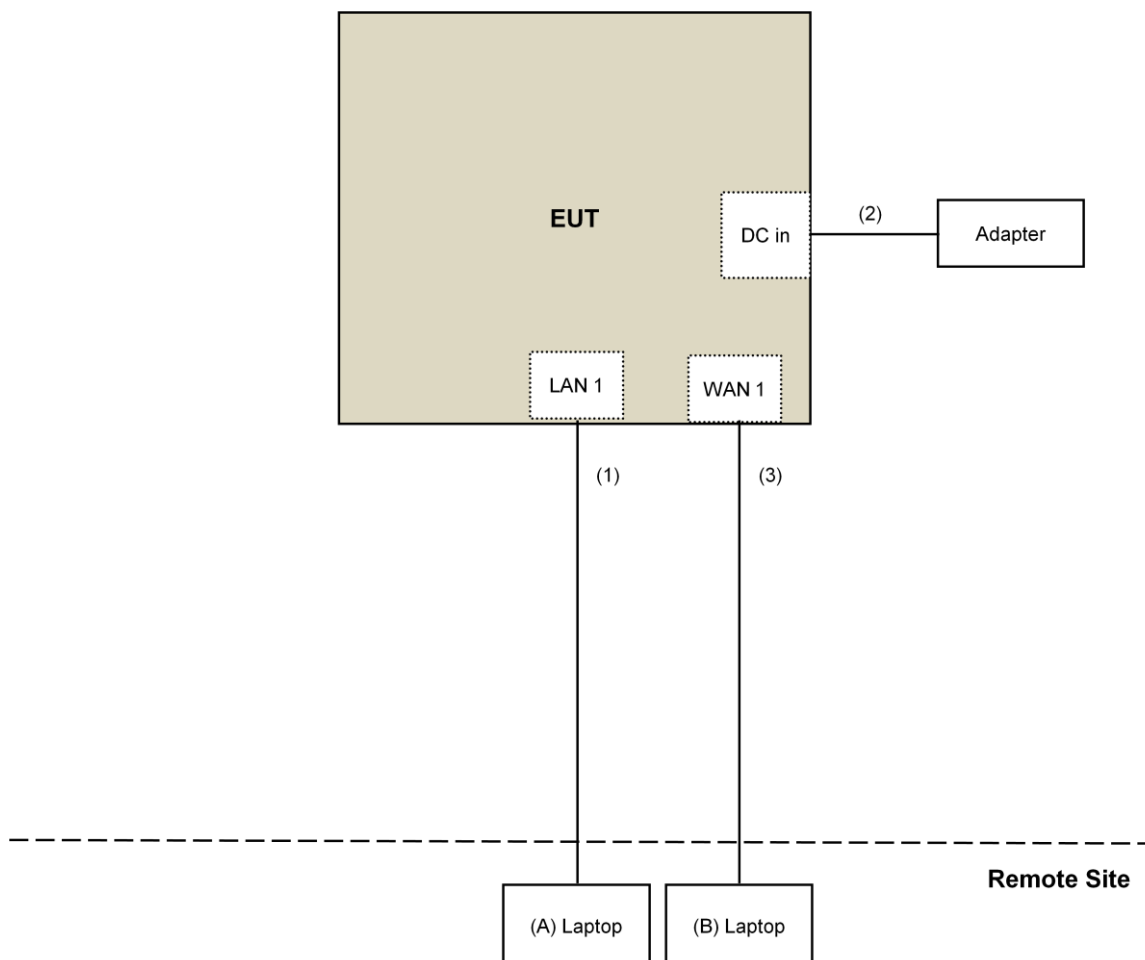 EUT
DC in
(2)
Adapter
LAN 1
WAN 1
(1)
(3)
Remote Site
(A) Laptop
(B) Laptop